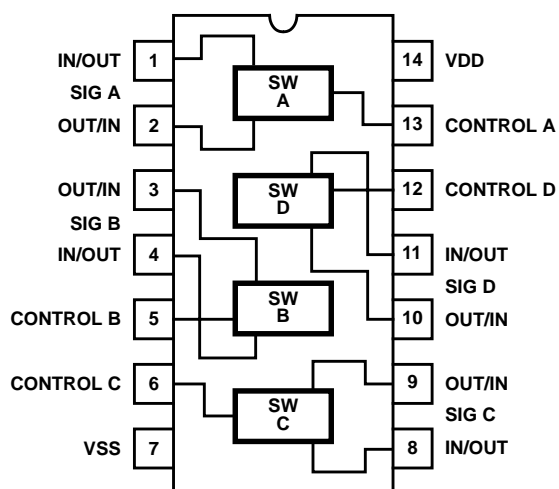 IN/OUT 1
SIG A
OUT/IN 2
OUT/IN 3
SIG B
IN/OUT 4
CONTROL B 5
CONTROL C 6
VSS 7
SW
A
SW
D
SW
B
SW
C
14 VDD
13 CONTROL A
12 CONTROL D
11 IN/OUT
SIG D
10 OUT/IN
9 OUT/IN
SIG C
8 IN/OUT